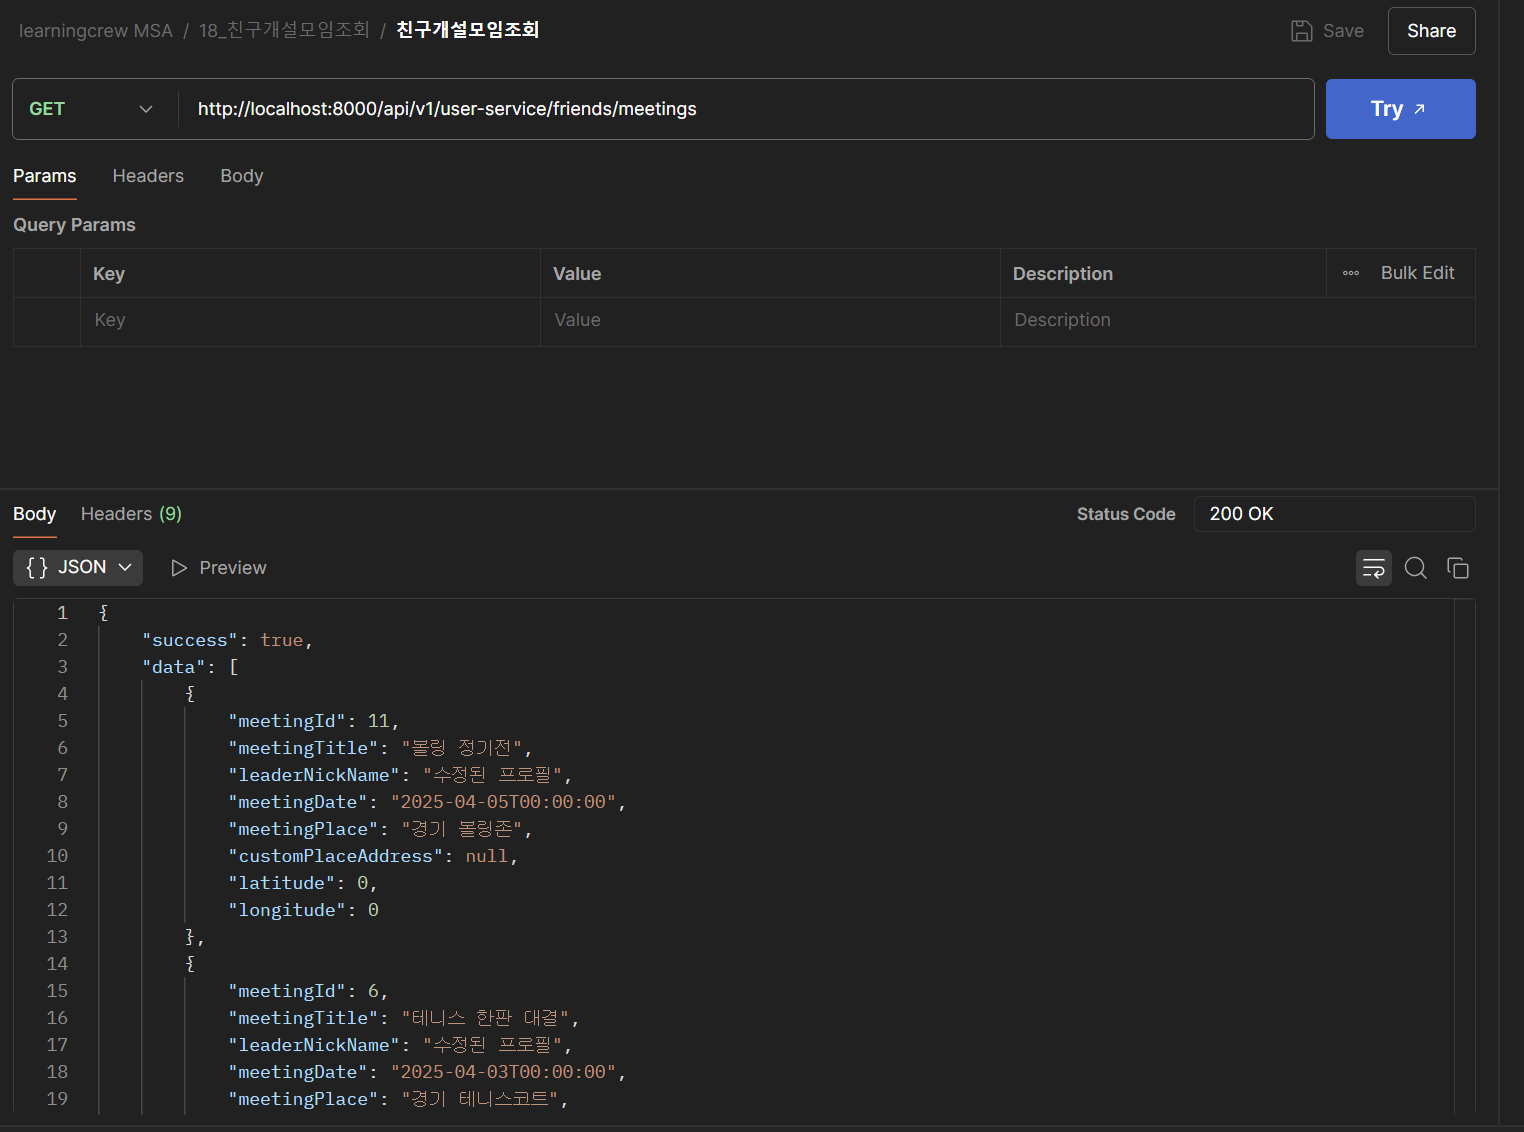 learningcrew MSA / 18_친구개설모임조회 / 친구개설모임조회 Save Share
GET http://localhost:8000/api/v1/user-service/friends/meetings Try
Params Headers Body
Query Params
Key Value Description Bulk Edit
Key Value Description
Body Headers (9) Status Code 200 OK
{} JSON Preview
1 {
2 "success": true,
3 "data": [
4 {
5 "meetingId": 11,
6 "meetingTitle": "볼링 정기전",
7 "leaderNickName": "수정된 프로필",
8 "meetingDate": "2025-04-05T00:00:00",
9 "meetingPlace": "경기 볼링존",
10 "customPlaceAddress": null,
11 "latitude": 0,
12 "longitude": 0
13 },
14 {
15 "meetingId": 6,
16 "meetingTitle": "테니스 한판 대결",
17 "leaderNickName": "수정된 프로필",
18 "meetingDate": "2025-04-03T00:00:00",
19 "meetingPlace": "경기 테니스코트",